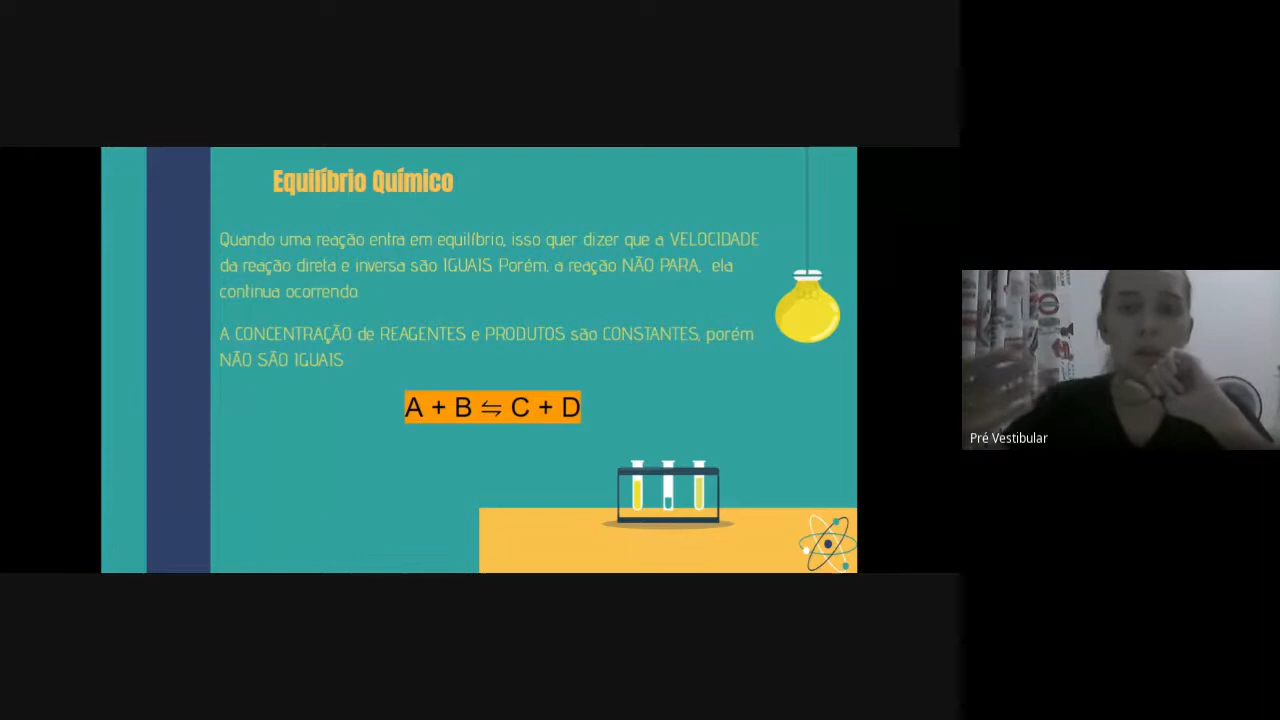 Equilíbrio Químico
Quando uma reação entra em equilíbrio, isso quer dizer que a VELOCIDADE
da reação direta e inversa são IGUAIS. Porém, a reação NÃO PARA, ela
continua ocorrendo.
A CONCENTRAÇÃO de REAGENTES e PRODUTOS são CONSTANTES, porém
NÃO SÃO IGUAIS
A + B ⇋ C + D
Pré Vestibular